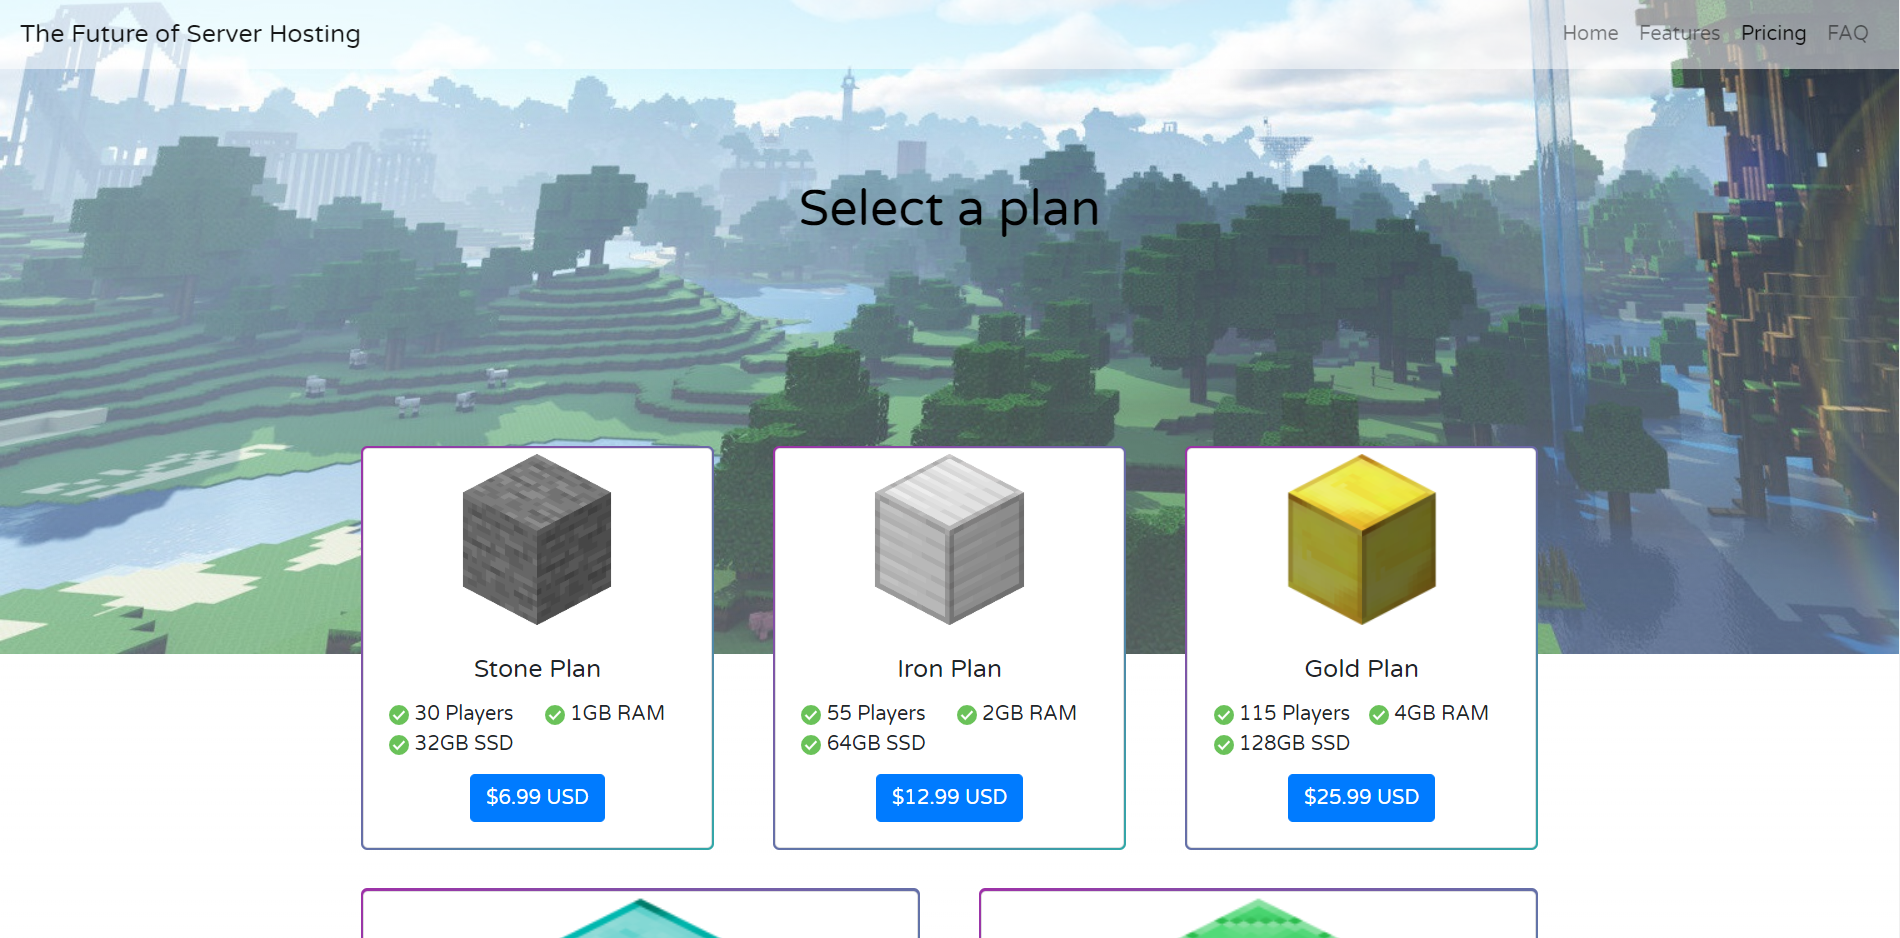 The Future of Server Hosting
Home Features Pricing FAQ
Select a plan
Stone Plan
30 Players 1GB RAM
32GB SSD
$6.99 USD
Iron Plan
55 Players 2GB RAM
64GB SSD
$12.99 USD
Gold Plan
115 Players 4GB RAM
128GB SSD
$25.99 USD